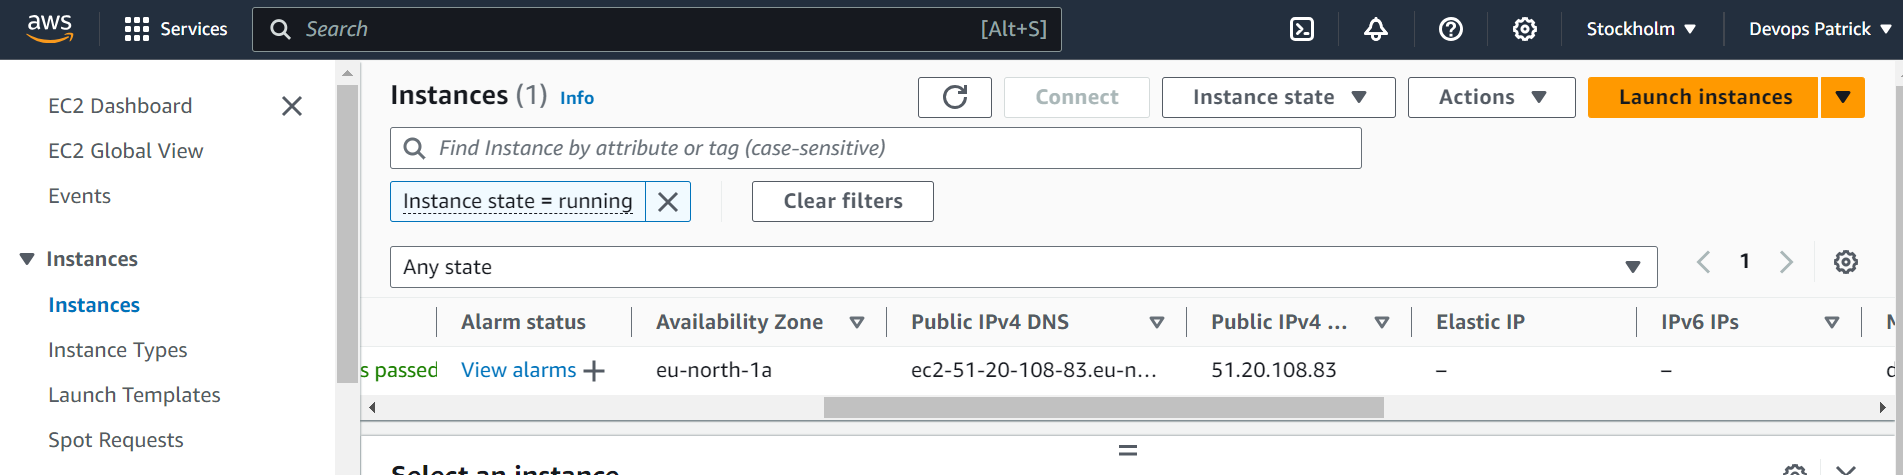 aws Services Search [Alt+S] Stockholm Devops Patrick
EC2 Dashboard
EC2 Global View
Events
Instances
Instances
Instance Types
Launch Templates
Spot Requests
Instances (1) Info Connect Instance state Actions Launch instances
Find Instance by attribute or tag (case-sensitive)
Instance state = running Clear filters
Any state 1
Alarm status Availability Zone Public IPv4 DNS Public IPv4 ... Elastic IP IPv6 IPs
s passed View alarms + eu-north-1a ec2-51-20-108-83.eu-n... 51.20.108.83 – –
Select an instance